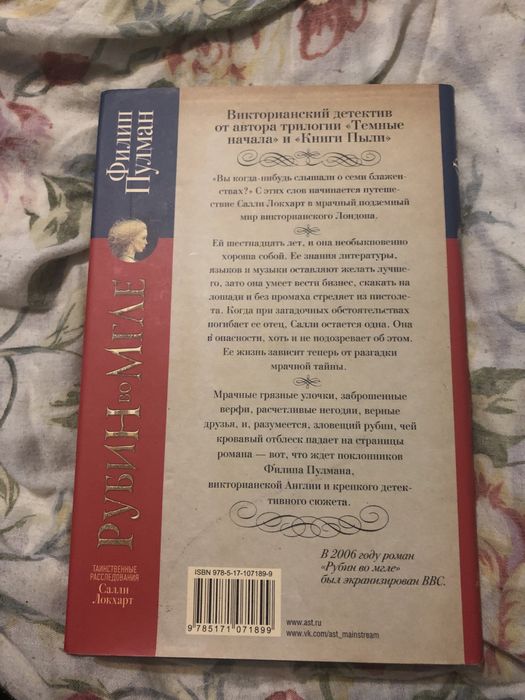 Филип
Пулман
РУБИН ВО МГЛЕ
ТАИНСТВЕННЫЕ
РАССЛЕДОВАНИЯ
САЛЛИ
ЛОКХАРТ
Викторианский детектив
от автора трилогии «Темные
начала» и «Книги Пыли»
«Вы когда-нибудь слышали о семи блажен-
ствах?» С этих слов начинается путеше-
ствие Салли Локхарт в мрачный подземный
мир викторианского Лондона.
Ей шестнадцать лет, и она необыкновенно
хороша собой. Ее знания литературы,
языков и музыки оставляют желать лучше-
го, зато она умеет вести бизнес, скакать на
лошади и без промаха стреляет из пистоле-
та. Когда при загадочных обстоятельствах
погибает ее отец, Салли остается одна. Она
в опасности, хоть и не подозревает об этом.
Ее жизнь зависит теперь от разгадки
мрачной тайны.
Мрачные грязные улочки, заброшенные
верфи, расчетливые негодяи, верные
друзья, и, разумеется, зловещий рубин, чей
кровавый отблеск падает на страницы
романа — вот, что ждет поклонников
Филипа Пулмана,
викторианской Англии и крепкого детек-
тивного сюжета.
В 2006 году роман
«Рубин во мгле»
был экранизирован BBC.
ISBN 978-5-17-107189-9
9785171071899
www.ast.ru
www.vk.com/ast_mainstream